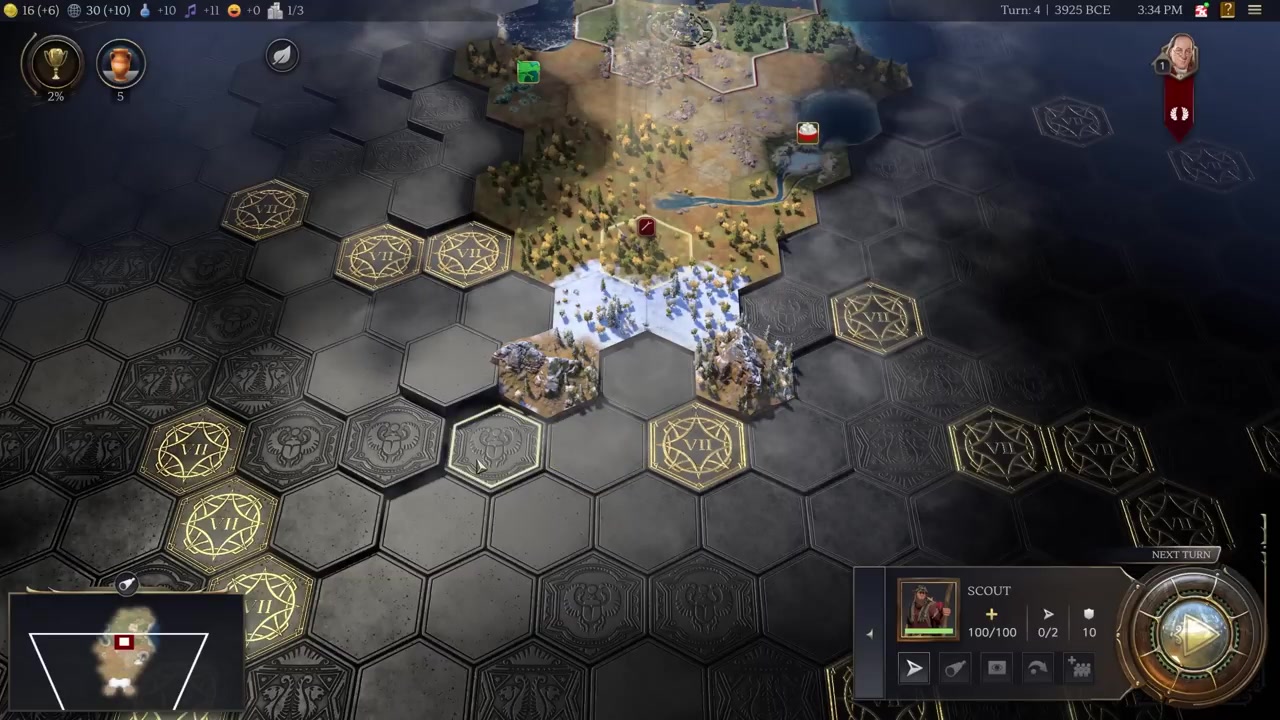 16 (+6) 30 (+10) +10 +11 +0 1/3
Turn: 4 | 3925 BCE 3:34 PM ?
2% 5
1
VII
VII VII
VII
VII VII VII VII
VII
VII
VII
NEXT TURN
SCOUT
100/100 0/2 10